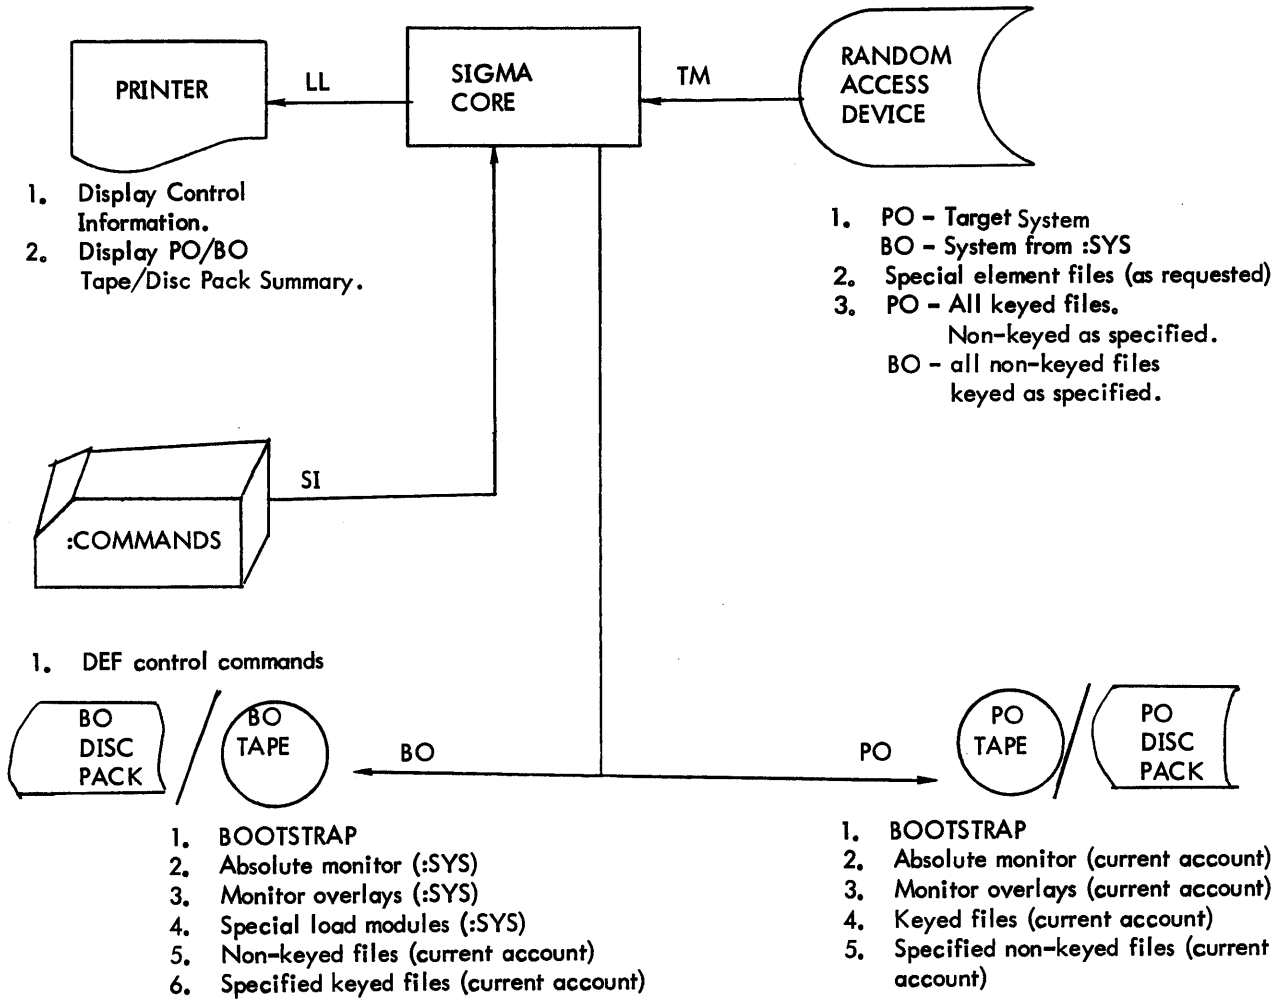 PRINTER
LL
SIGMA
CORE
TM
RANDOM
ACCESS
DEVICE
1. Display Control
Information.
2. Display PO/BO
Tape/Disc Pack Summary.
1. PO - Target System
BO - System from :SYS
2. Special element files (as requested)
3. PO - All keyed files.
Non-keyed as specified.
BO - all non-keyed files
keyed as specified.
SI
:COMMANDS
1. DEF control commands
BO
DISC
PACK
BO
TAPE
BO
PO
PO
TAPE
PO
DISC
PACK
1. BOOTSTRAP
2. Absolute monitor (:SYS)
3. Monitor overlays (:SYS)
4. Special load modules (:SYS)
5. Non-keyed files (current account)
6. Specified keyed files (current account)
1. BOOTSTRAP
2. Absolute monitor (current account)
3. Monitor overlays (current account)
4. Keyed files (current account)
5. Specified non-keyed files (current
account)